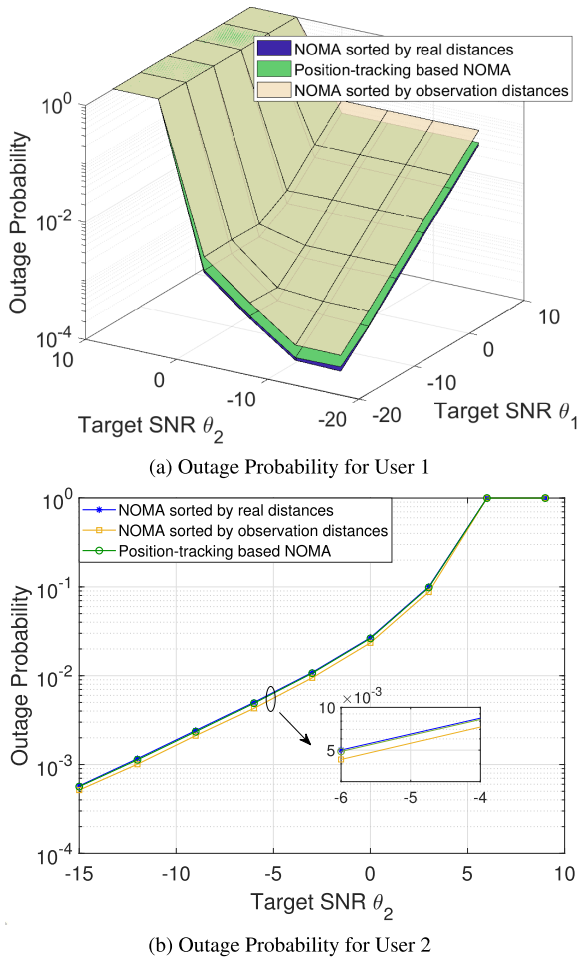 NOMA sorted by real distances
Position-tracking based NOMA
NOMA sorted by observation distances
Outage Probability
10^0
10^-2
10^-4
10
0
-10
-20
Target SNR θ_2
-20
-10
0
10
Target SNR θ_1
(a) Outage Probability for User 1
NOMA sorted by real distances
NOMA sorted by observation distances
Position-tracking based NOMA
Outage Probability
10^0
10^-1
10^-2
10^-3
10^-4
10 ×10^-3
5
-6 -5 -4
-15 -10 -5 0 5 10
Target SNR θ_2
(b) Outage Probability for User 2